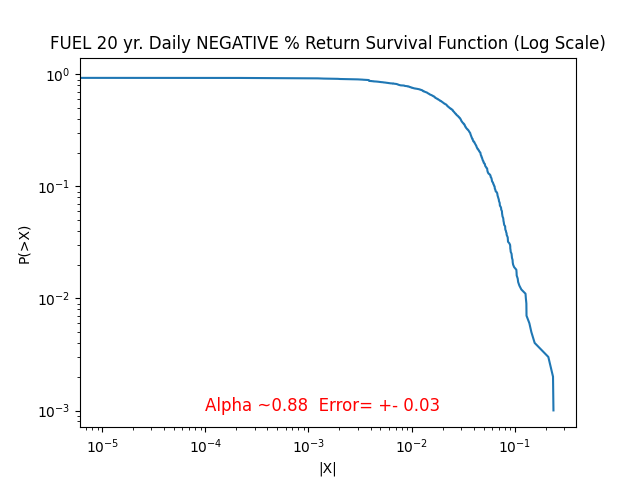 FUEL 20 yr. Daily NEGATIVE % Return Survival Function (Log Scale)
10⁰
10⁻¹
10⁻²
10⁻³
P(>X)
Alpha ~0.88  Error= +- 0.03
10⁻⁵ 10⁻⁴ 10⁻³ 10⁻² 10⁻¹
|X|